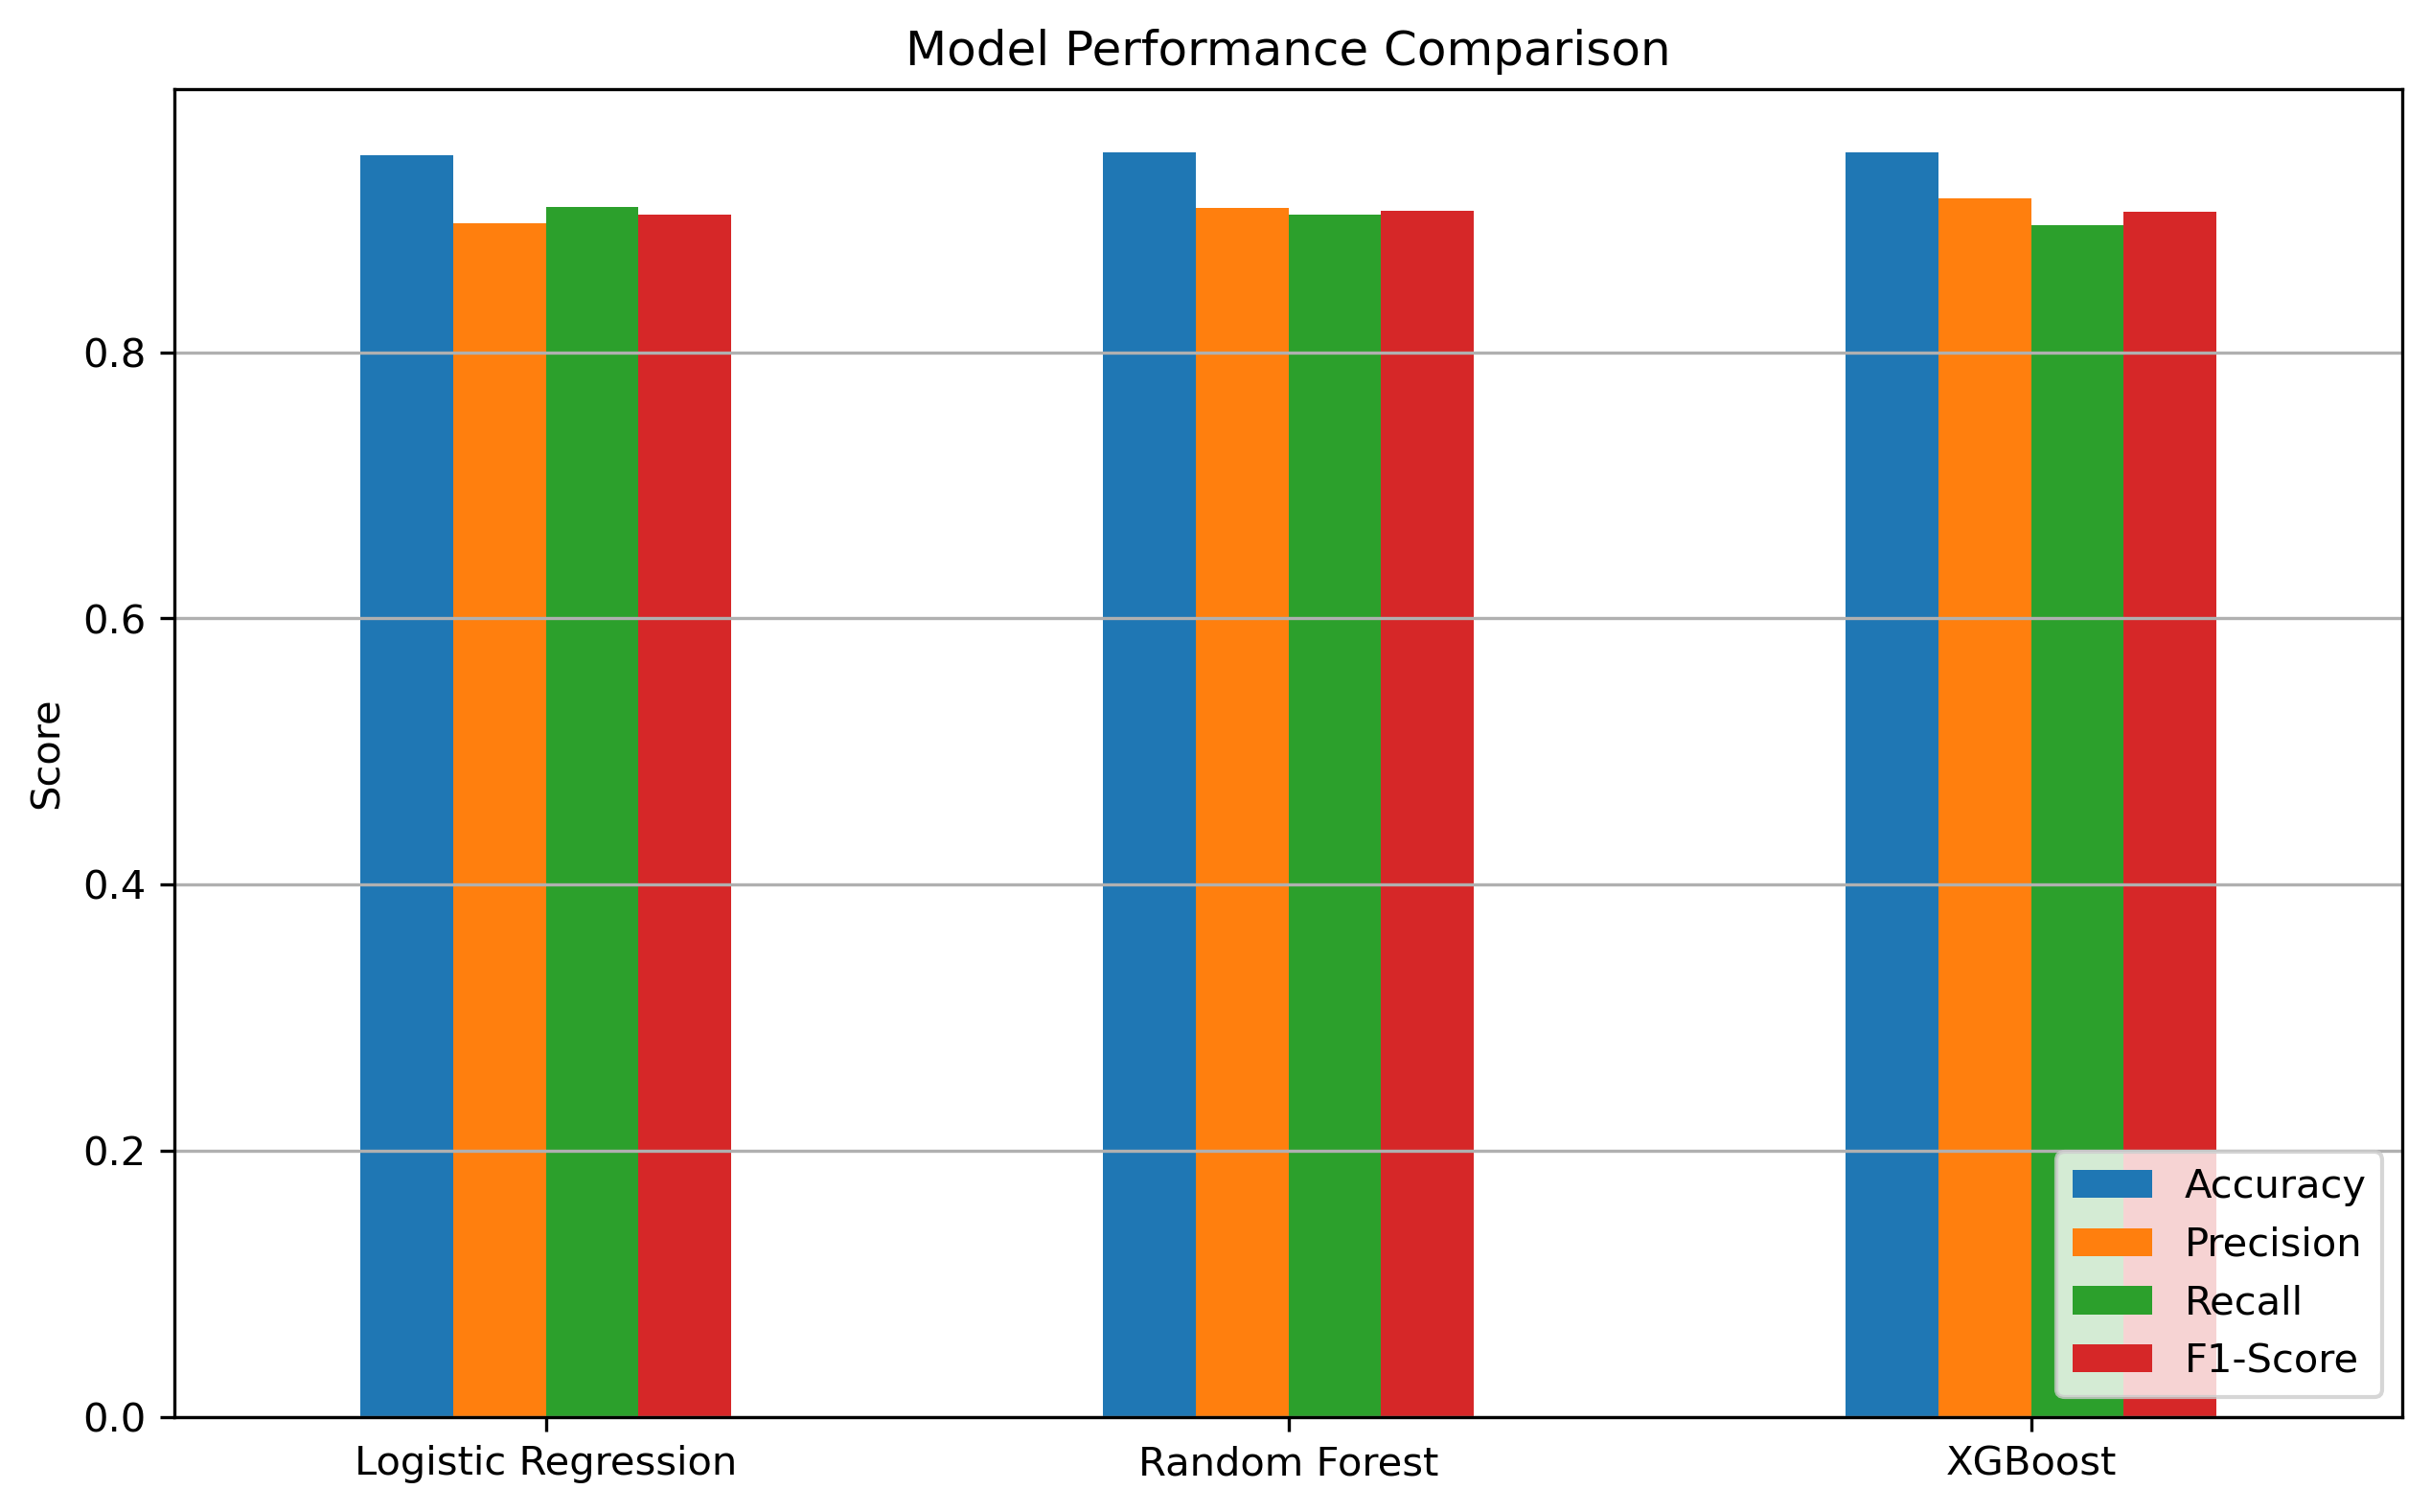 Model Performance Comparison
Score
0.8
0.6
0.4
0.2
0.0
Logistic Regression
Random Forest
XGBoost
Accuracy
Precision
Recall
F1-Score